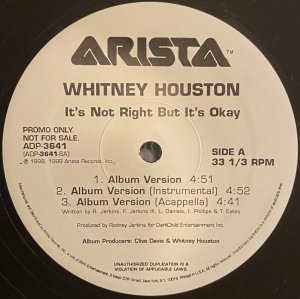 ARISTA™
WHITNEY HOUSTON
It's Not Right But It's Okay
PROMO ONLY.
NOT FOR SALE.
ADP-3641
(ADP-3641-SA)
℗ 1998, 1999 Arista Records, Inc.
SIDE A
33 1/3 RPM
1. Album Version 4:51
2. Album Version (Instrumental) 4:52
3. Album Version (Acappella) 4:41
Written by R. Jerkins, F. Jerkins III, L. Daniels, I. Phillips & T. Estes
Produced by Rodney Jerkins for DarkChild Entertainment Inc.
Album Producers: Clive Davis & Whitney Houston
UNAUTHORIZED DUPLICATION IS A
VIOLATION OF APPLICABLE LAWS.